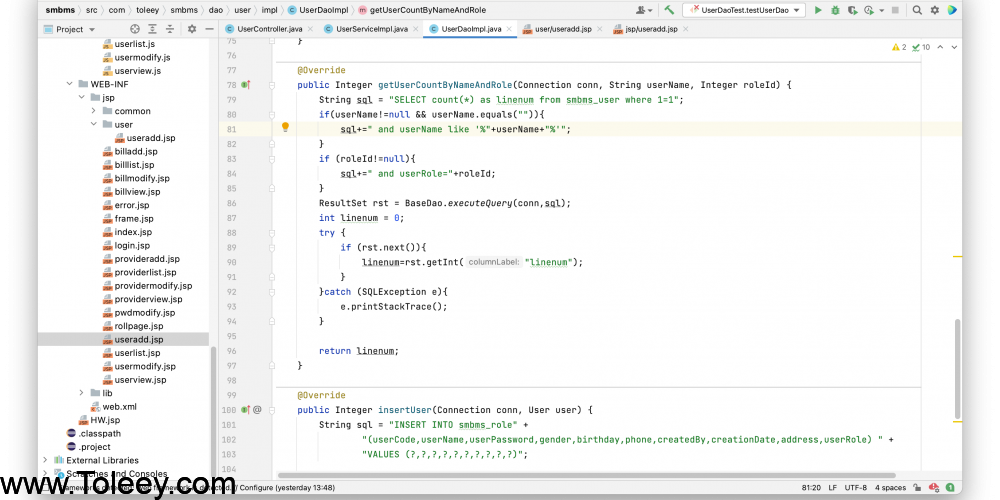 smbms › src › com › toleey › smbms › dao › user › impl › UserDaoImpl › getUserCountByNameAndRole
UserDaoTest.testUserDao
Project
UserController.java
UserServiceImpl.java
UserDaoImpl.java
user/useradd.jsp
jsp/useradd.jsp
userlist.js
usermodify.js
userview.js
WEB-INF
jsp
common
user
useradd.jsp
billadd.jsp
billlist.jsp
billmodify.jsp
billview.jsp
error.jsp
frame.jsp
index.jsp
login.jsp
provideradd.jsp
providerlist.jsp
providermodify.jsp
providerview.jsp
pwdmodify.jsp
rollpage.jsp
useradd.jsp
userlist.jsp
usermodify.jsp
userview.jsp
lib
web.xml
HW.jsp
.classpath
.project
External Libraries
Scratches and Consoles
2 10
75 }
76
77 @Override
78 public Integer getUserCountByNameAndRole(Connection conn, String userName, Integer roleId) {
79 String sql = "SELECT count(*) as linenum from smbms_user where 1=1";
80 if(userName!=null && userName.equals("")){
81 sql+=" and userName like '%"+userName+"%'";
82 }
83 if (roleId!=null){
84 sql+=" and userRole="+roleId;
85 }
86 ResultSet rst = BaseDao.executeQuery(conn,sql);
87 int linenum = 0;
88 try {
89 if (rst.next()){
90 linenum=rst.getInt( columnLabel: "linenum");
91 }
92 }catch (SQLException e){
93 e.printStackTrace();
94 }
95
96 return linenum;
97 }
98
99 @Override
100 @ public Integer insertUser(Connection conn, User user) {
101 String sql = "INSERT INTO smbms_role" +
102 "(userCode,userName,userPassword,gender,birthday,phone,createdBy,creationDate,address,userRole) " +
103 "VALUES (?,?,?,?,?,?,?,?,?,?)";
104
www.Toleey.com
detected. // Configure (yesterday 13:48)
81:20 LF UTF-8 4 spaces